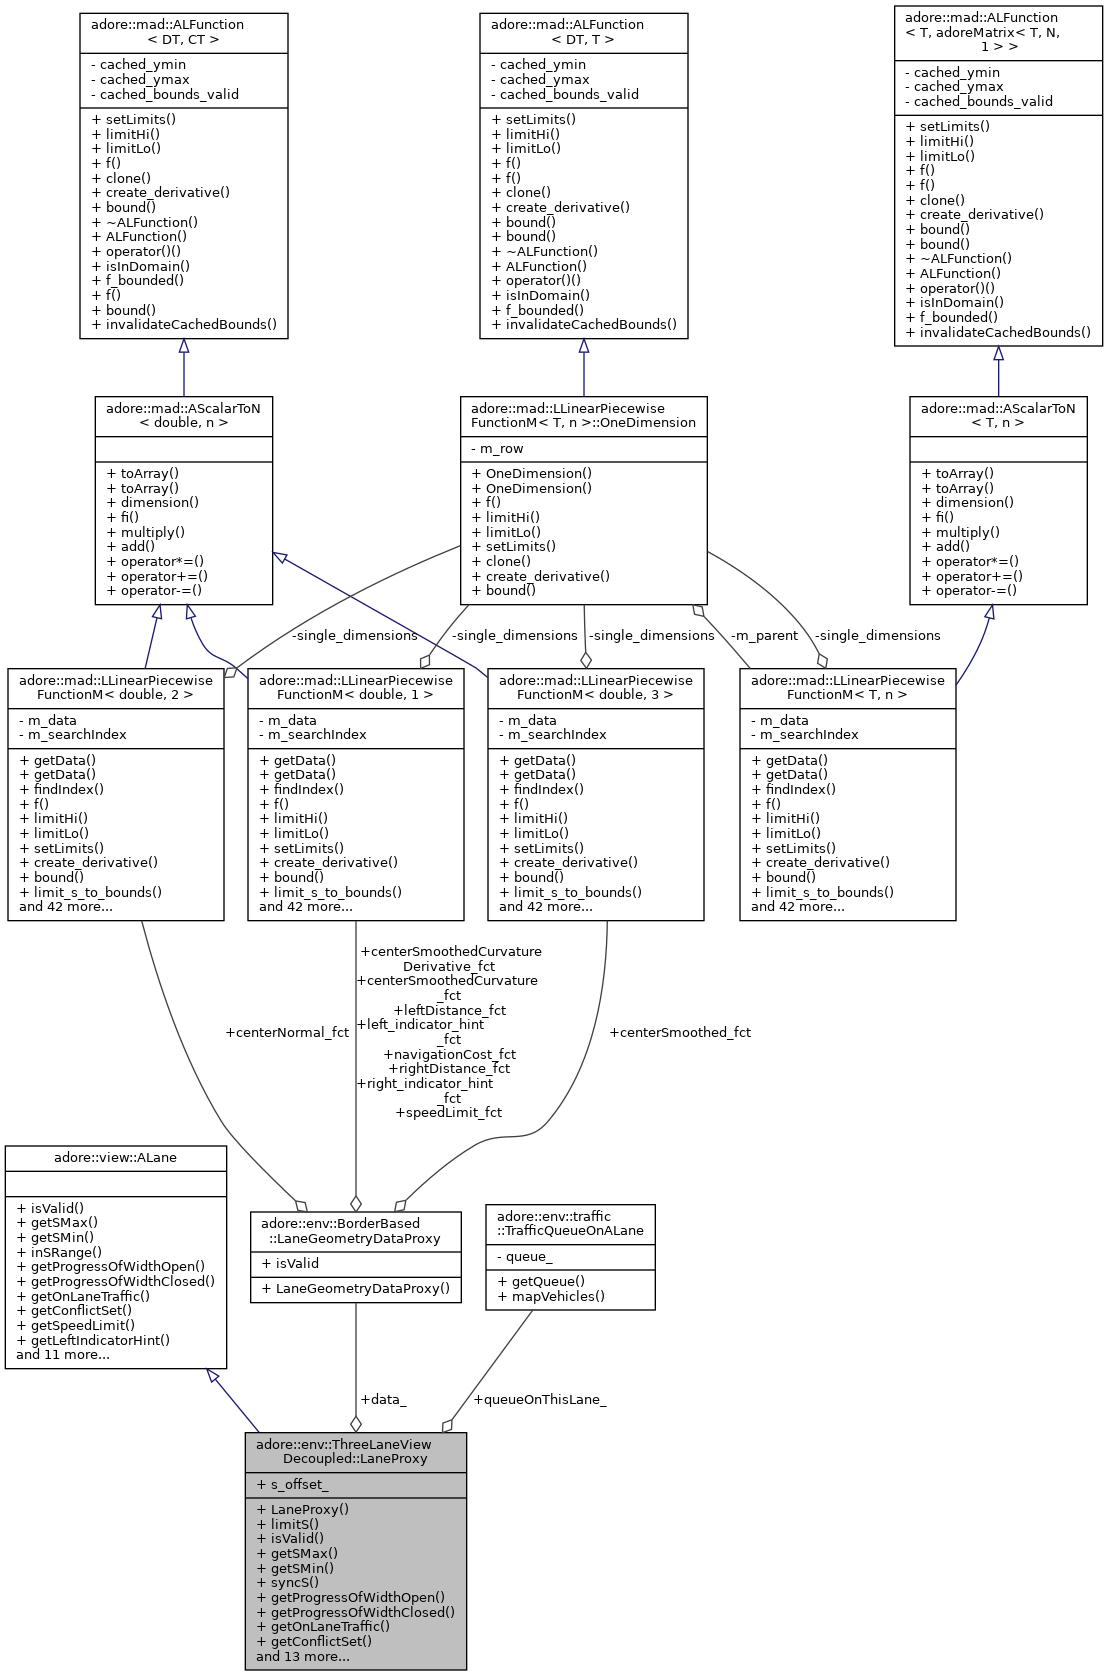 adore::mad::ALFunction
< DT, CT >
- cached_ymin
- cached_ymax
- cached_bounds_valid
+ setLimits()
+ limitHi()
+ limitLo()
+ f()
+ clone()
+ create_derivative()
+ bound()
+ ~ALFunction()
+ ALFunction()
+ operator()()
+ isInDomain()
+ f_bounded()
+ f()
+ bound()
+ invalidateCachedBounds()
adore::mad::ALFunction
< DT, T >
- cached_ymin
- cached_ymax
- cached_bounds_valid
+ setLimits()
+ limitHi()
+ limitLo()
+ f()
+ f()
+ clone()
+ create_derivative()
+ bound()
+ bound()
+ ~ALFunction()
+ ALFunction()
+ operator()()
+ isInDomain()
+ f_bounded()
+ invalidateCachedBounds()
adore::mad::ALFunction
< T, adoreMatrix< T, N,
1 > >
- cached_ymin
- cached_ymax
- cached_bounds_valid
+ setLimits()
+ limitHi()
+ limitLo()
+ f()
+ f()
+ clone()
+ create_derivative()
+ bound()
+ bound()
+ ~ALFunction()
+ ALFunction()
+ operator()()
+ isInDomain()
+ f_bounded()
+ invalidateCachedBounds()
adore::mad::AScalarToN
< double, n >
+ toArray()
+ toArray()
+ dimension()
+ fi()
+ multiply()
+ add()
+ operator*=()
+ operator+=()
+ operator-=()
adore::mad::LLinearPiecewise
FunctionM< T, n >::OneDimension
- m_row
+ OneDimension()
+ OneDimension()
+ f()
+ limitHi()
+ limitLo()
+ setLimits()
+ clone()
+ create_derivative()
+ bound()
adore::mad::AScalarToN
< T, n >
+ toArray()
+ toArray()
+ dimension()
+ fi()
+ multiply()
+ add()
+ operator*=()
+ operator+=()
+ operator-=()
-single_dimensions
-single_dimensions
-single_dimensions
-m_parent
-single_dimensions
adore::mad::LLinearPiecewise
FunctionM< double, 2 >
- m_data
- m_searchIndex
+ getData()
+ getData()
+ findIndex()
+ f()
+ limitHi()
+ limitLo()
+ setLimits()
+ create_derivative()
+ bound()
+ limit_s_to_bounds()
and 42 more...
adore::mad::LLinearPiecewise
FunctionM< double, 1 >
- m_data
- m_searchIndex
+ getData()
+ getData()
+ findIndex()
+ f()
+ limitHi()
+ limitLo()
+ setLimits()
+ create_derivative()
+ bound()
+ limit_s_to_bounds()
and 42 more...
adore::mad::LLinearPiecewise
FunctionM< double, 3 >
- m_data
- m_searchIndex
+ getData()
+ getData()
+ findIndex()
+ f()
+ limitHi()
+ limitLo()
+ setLimits()
+ create_derivative()
+ bound()
+ limit_s_to_bounds()
and 42 more...
adore::mad::LLinearPiecewise
FunctionM< T, n >
- m_data
- m_searchIndex
+ getData()
+ getData()
+ findIndex()
+ f()
+ limitHi()
+ limitLo()
+ setLimits()
+ create_derivative()
+ bound()
+ limit_s_to_bounds()
and 42 more...
+centerNormal_fct
+centerSmoothedCurvature
Derivative_fct
+centerSmoothedCurvature
_fct
+leftDistance_fct
+left_indicator_hint
_fct
+navigationCost_fct
+rightDistance_fct
+right_indicator_hint
_fct
+speedLimit_fct
+centerSmoothed_fct
adore::view::ALane
+ isValid()
+ getSMax()
+ getSMin()
+ inSRange()
+ getProgressOfWidthOpen()
+ getProgressOfWidthClosed()
+ getOnLaneTraffic()
+ getConflictSet()
+ getSpeedLimit()
+ getLeftIndicatorHint()
and 11 more...
adore::env::BorderBased
::LaneGeometryDataProxy
+ isValid
+ LaneGeometryDataProxy()
adore::env::traffic
::TrafficQueueOnALane
- queue_
+ getQueue()
+ mapVehicles()
+data_
+queueOnThisLane_
adore::env::ThreeLaneView
Decoupled::LaneProxy
+ s_offset_
+ LaneProxy()
+ limitS()
+ isValid()
+ getSMax()
+ getSMin()
+ syncS()
+ getProgressOfWidthOpen()
+ getProgressOfWidthClosed()
+ getOnLaneTraffic()
+ getConflictSet()
and 13 more...